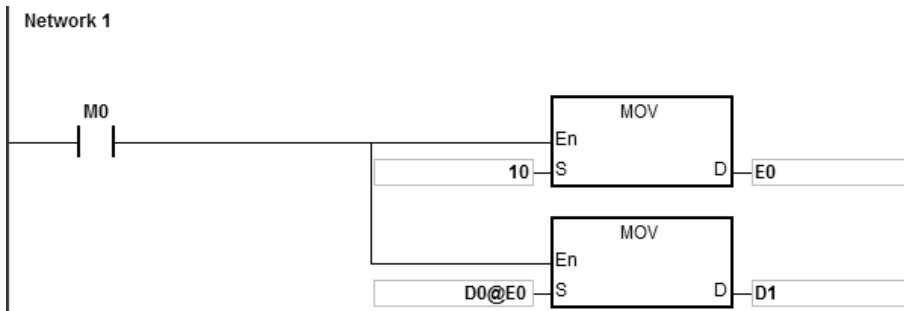 Network 1
M0
MOV
En
10 S D E0
MOV
En
D0@E0 S D D1